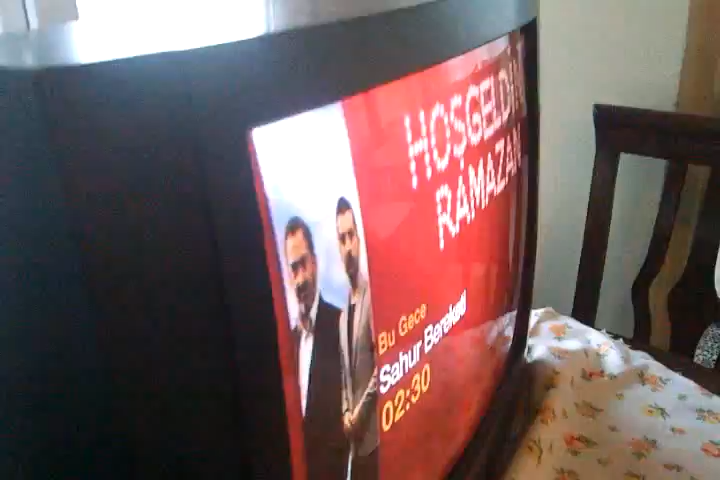 HOŞGELDİN
RAMAZAN
Bu Gece
Sahur Bereketi
02:30